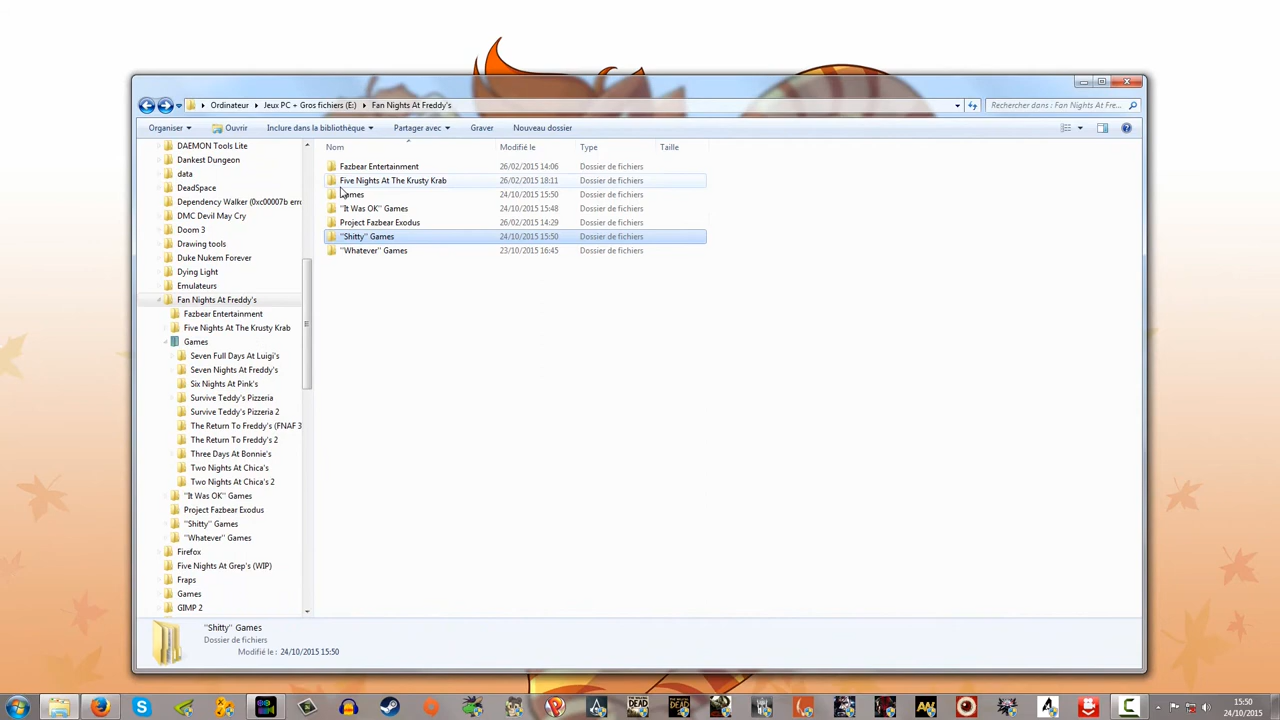 Ordinateur Jeux PC + Gros fichiers (E:) Fan Nights At Freddy's Rechercher dans : Fan Nights At Fre...
Organiser Ouvrir Inclure dans la bibliothèque Partager avec Graver Nouveau dossier
Nom Modifié le Type Taille
Fazbear Entertainment 26/02/2015 14:06 Dossier de fichiers
Five Nights At The Krusty Krab 26/02/2015 18:11 Dossier de fichiers
Games 24/10/2015 15:50 Dossier de fichiers
"It Was OK" Games 24/10/2015 15:48 Dossier de fichiers
Project Fazbear Exodus 26/02/2015 14:29 Dossier de fichiers
"Shitty" Games 24/10/2015 15:50 Dossier de fichiers
"Whatever" Games 23/10/2015 16:45 Dossier de fichiers
DAEMON Tools Lite
Dankest Dungeon
data
DeadSpace
Dependency Walker (0xc00007b erro
DMC Devil May Cry
Doom 3
Drawing tools
Duke Nukem Forever
Dying Light
Emulateurs
Fan Nights At Freddy's
Fazbear Entertainment
Five Nights At The Krusty Krab
Games
Seven Full Days At Luigi's
Seven Nights At Freddy's
Six Nights At Pink's
Survive Teddy's Pizzeria
Survive Teddy's Pizzeria 2
The Return To Freddy's (FNAF 3
The Return To Freddy's 2
Three Days At Bonnie's
Two Nights At Chica's
Two Nights At Chica's 2
"It Was OK" Games
Project Fazbear Exodus
"Shitty" Games
"Whatever" Games
Firefox
Five Nights At Grep's (WIP)
Fraps
Games
GIMP 2
"Shitty" Games
Dossier de fichiers
Modifié le : 24/10/2015 15:50
15:50
24/10/2015